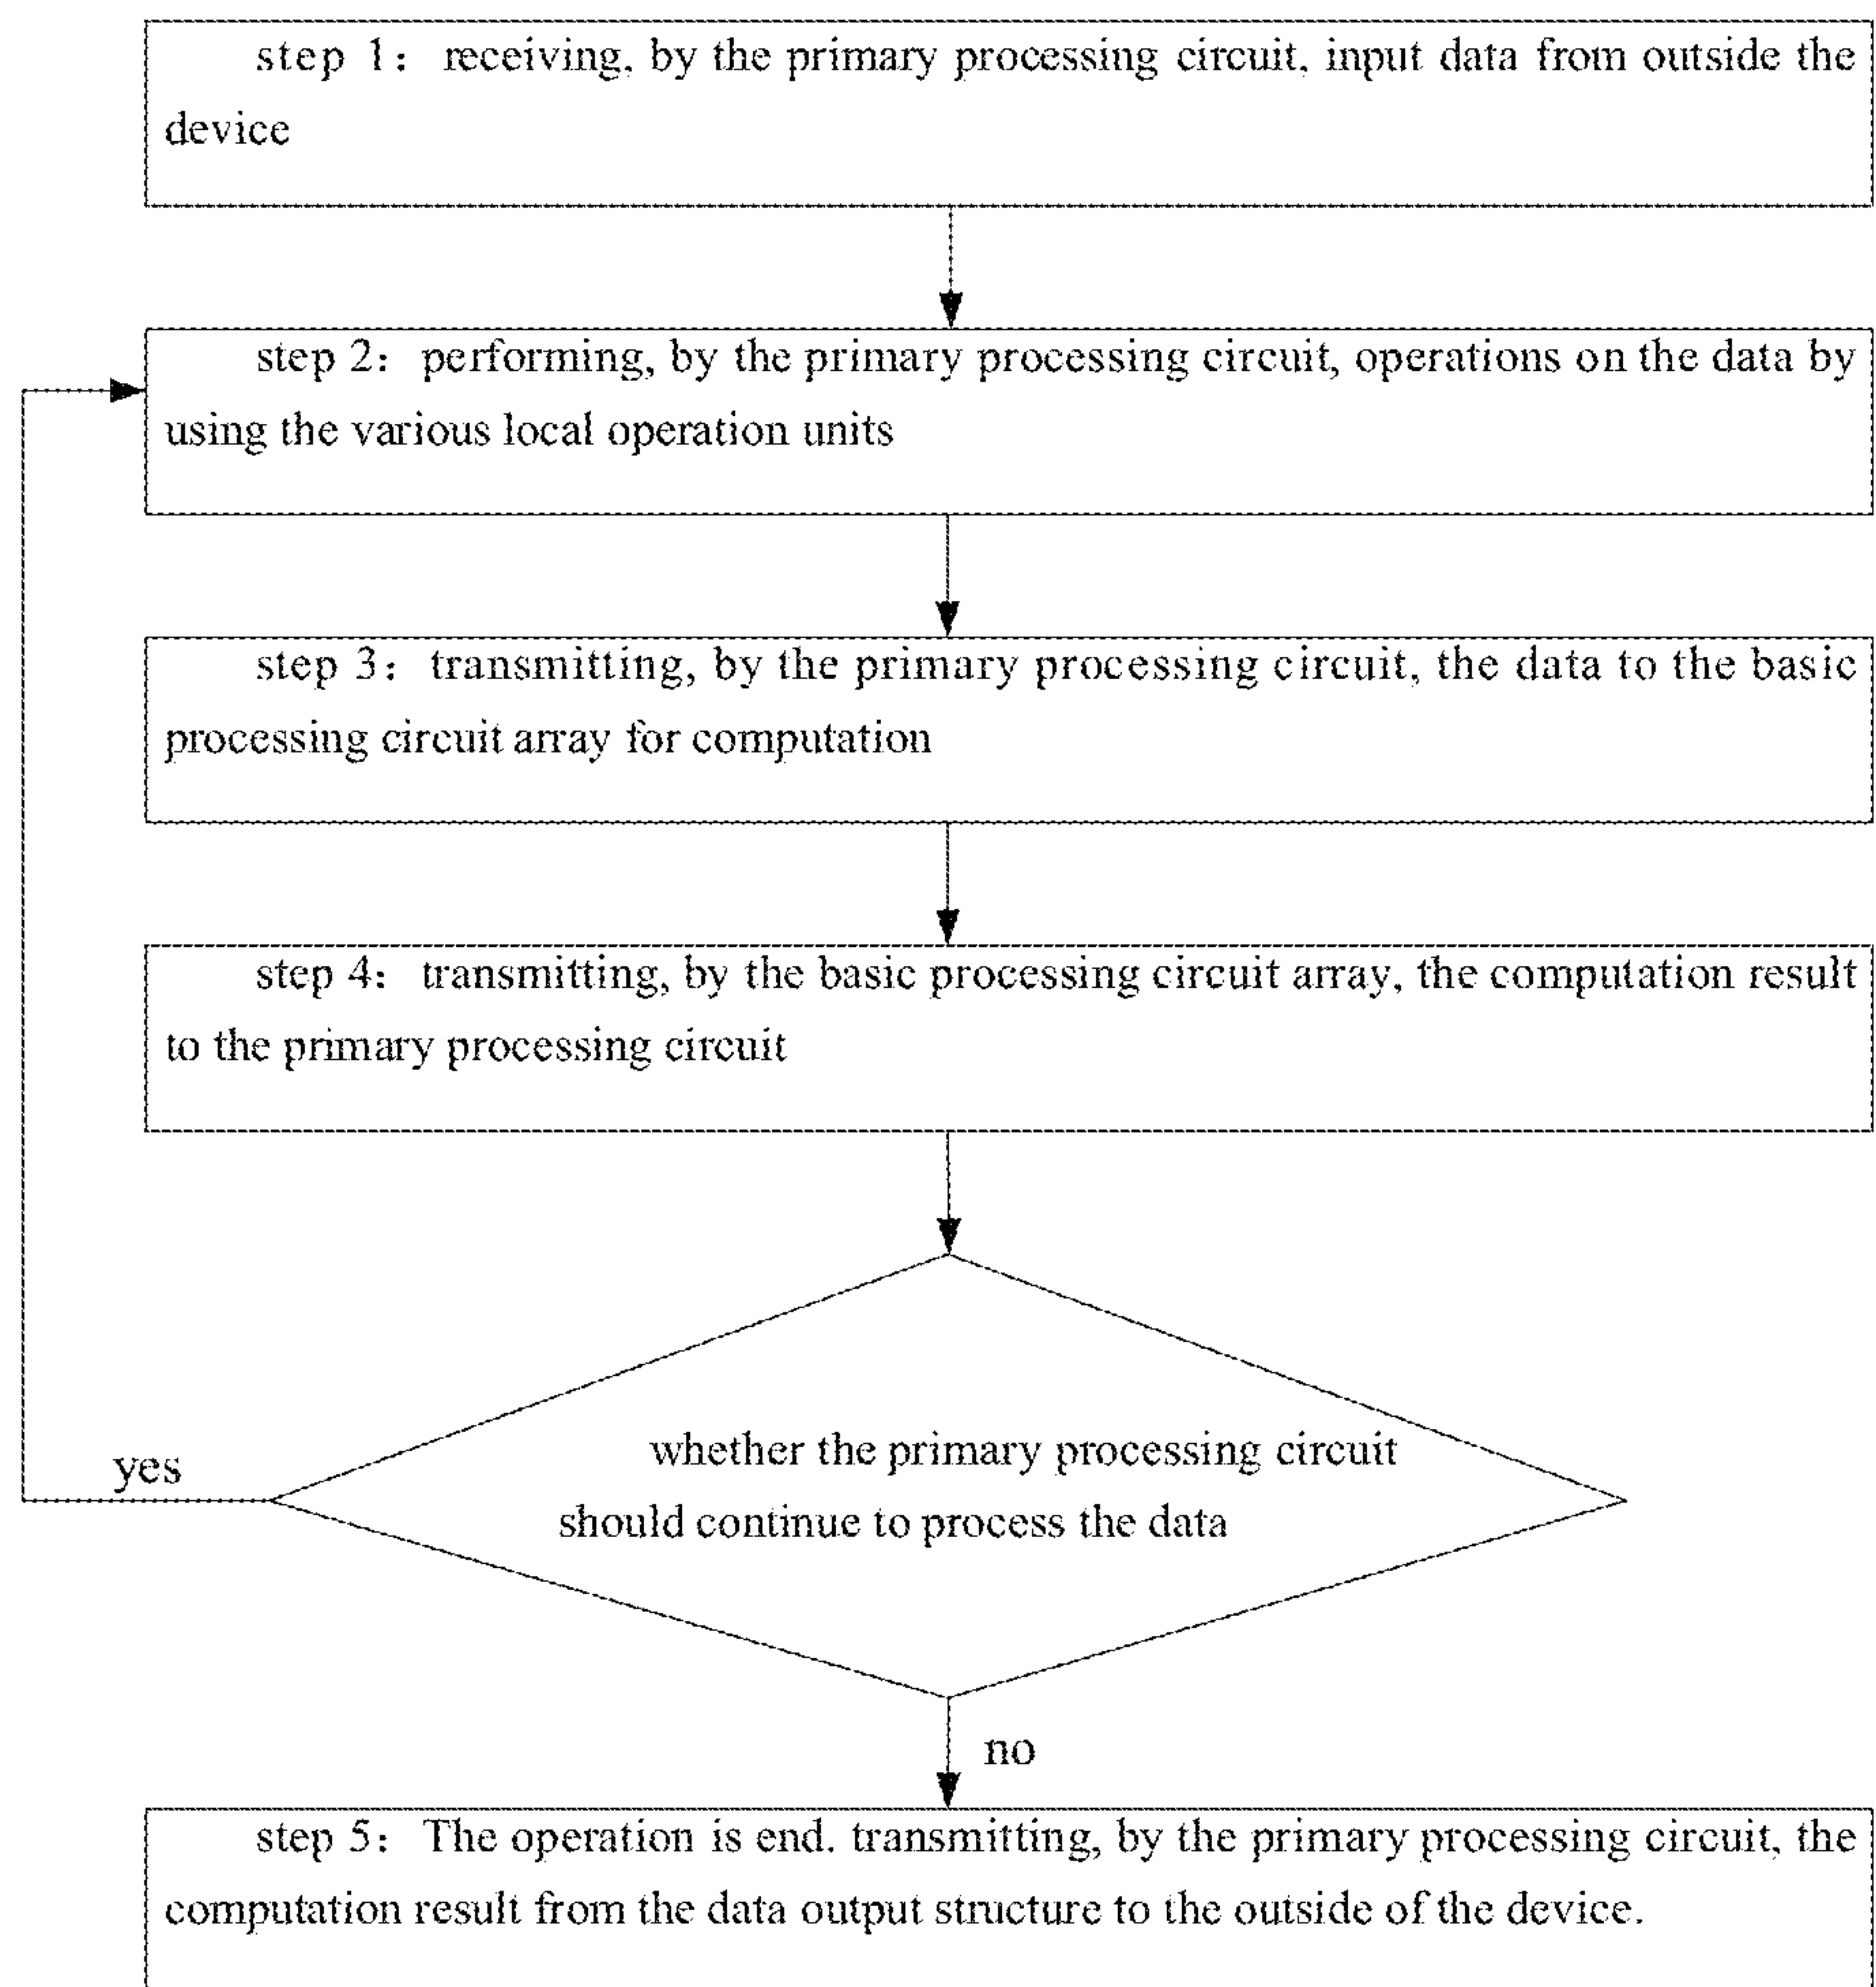 step 1： receiving, by the primary processing circuit, input data from outside the
device
step 2： performing, by the primary processing circuit, operations on the data by
using the various local operation units
step 3： transmitting, by the primary processing circuit, the data to the basic
processing circuit array for computation
step 4： transmitting, by the basic processing circuit array, the computation result
to the primary processing circuit
whether the primary processing circuit
should continue to process the data
yes
no
step 5： The operation is end. transmitting, by the primary processing circuit, the
computation result from the data output structure to the outside of the device.